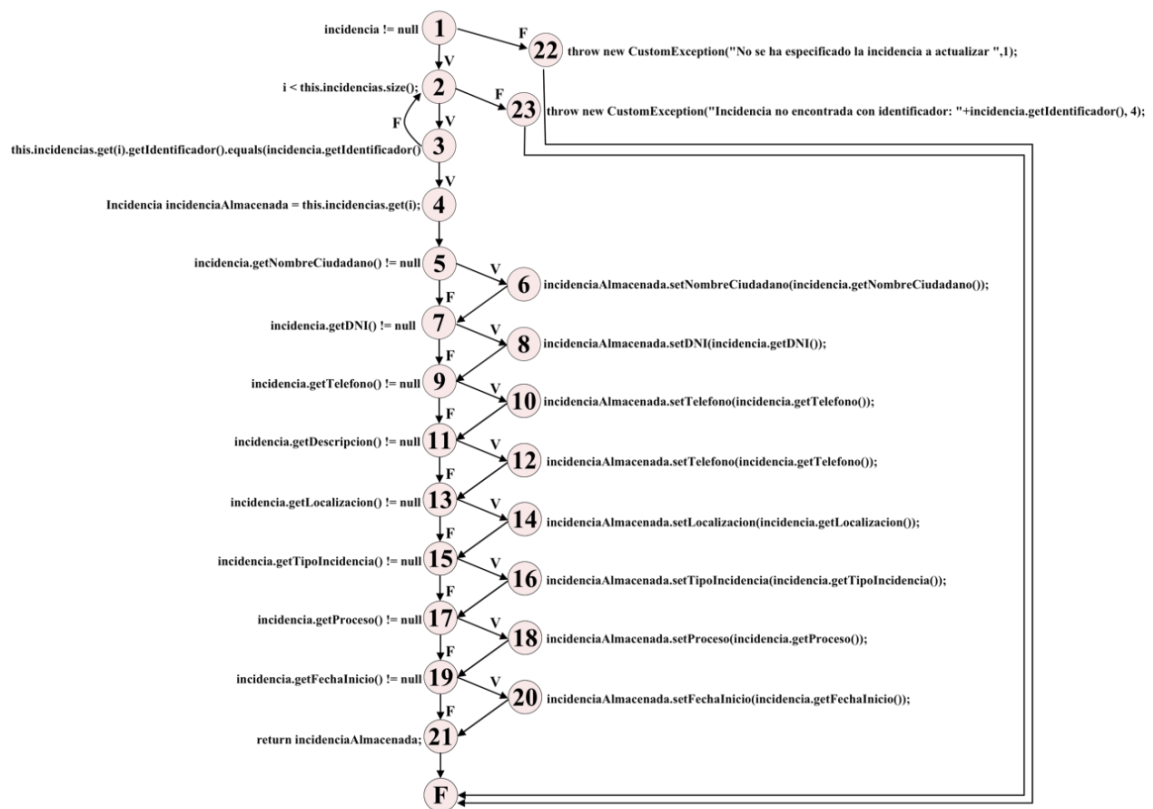 incidencia != null
1
F
22
throw new CustomException("No se ha especificado la incidencia a actualizar ",1);
V
i < this.incidencias.size();
2
F
23
throw new CustomException("Incidencia no encontrada con identificador: "+incidencia.getIdentificador(), 4);
F
V
this.incidencias.get(i).getIdentificador().equals(incidencia.getIdentificador()
3
V
Incidencia incidenciaAlmacenada = this.incidencias.get(i);
4
incidencia.getNombreCiudadano() != null
5
V
6
incidenciaAlmacenada.setNombreCiudadano(incidencia.getNombreCiudadano());
F
incidencia.getDNI() != null
7
V
8
incidenciaAlmacenada.setDNI(incidencia.getDNI());
F
incidencia.getTelefono() != null
9
V
10
incidenciaAlmacenada.setTelefono(incidencia.getTelefono());
F
incidencia.getDescripcion() != null
11
V
12
incidenciaAlmacenada.setTelefono(incidencia.getTelefono());
F
incidencia.getLocalizacion() != null
13
V
14
incidenciaAlmacenada.setLocalizacion(incidencia.getLocalizacion());
F
incidencia.getTipoIncidencia() != null
15
V
16
incidenciaAlmacenada.setTipoIncidencia(incidencia.getTipoIncidencia());
F
incidencia.getProceso() != null
17
V
18
incidenciaAlmacenada.setProceso(incidencia.getProceso());
F
incidencia.getFechaInicio() != null
19
V
20
incidenciaAlmacenada.setFechaInicio(incidencia.getFechaInicio());
F
return incidenciaAlmacenada;
21
F